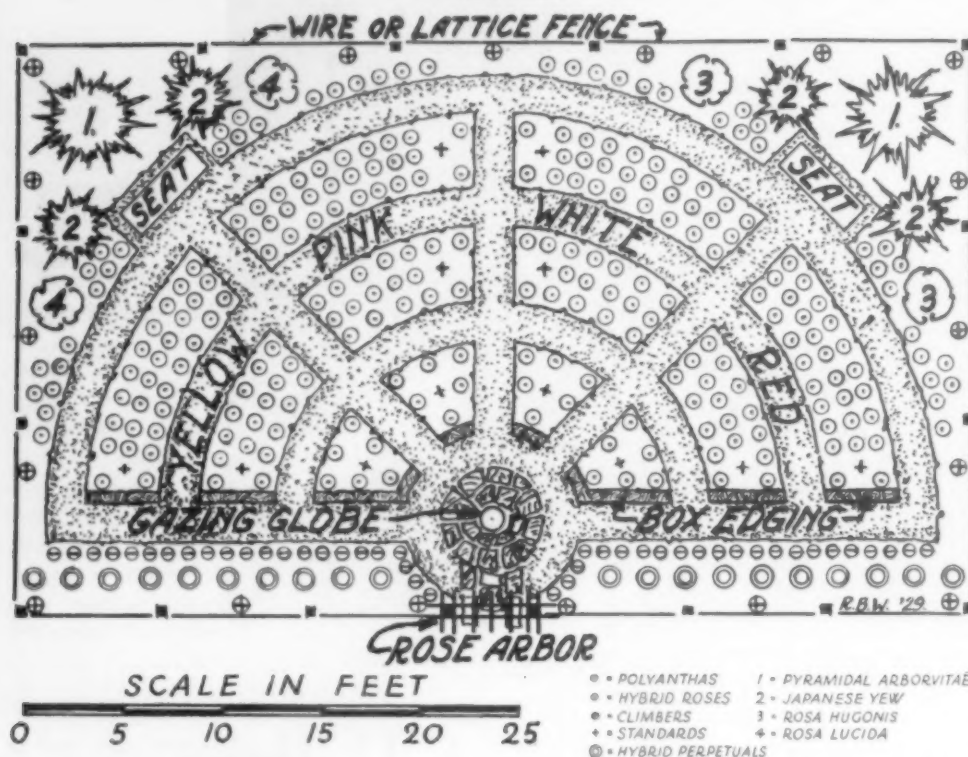 WIRE OR LATTICE FENCE
1.
2
4
3
2
1.
SEAT
SEAT
2
PINK
WHITE
2
4
3
YELLOW
RED
GAZING GLOBE
BOX EDGING
R.B.W. '29
ROSE ARBOR
SCALE IN FEET
0 5 10 15 20 25
= POLYANTHAS
= HYBRID ROSES
= CLIMBERS
+ = STANDARDS
= HYBRID PERPETUALS
1 = PYRAMIDAL ARBORVITAE
2 = JAPANESE YEW
3 = ROSA HUGONIS
4 = ROSA LUCIDA